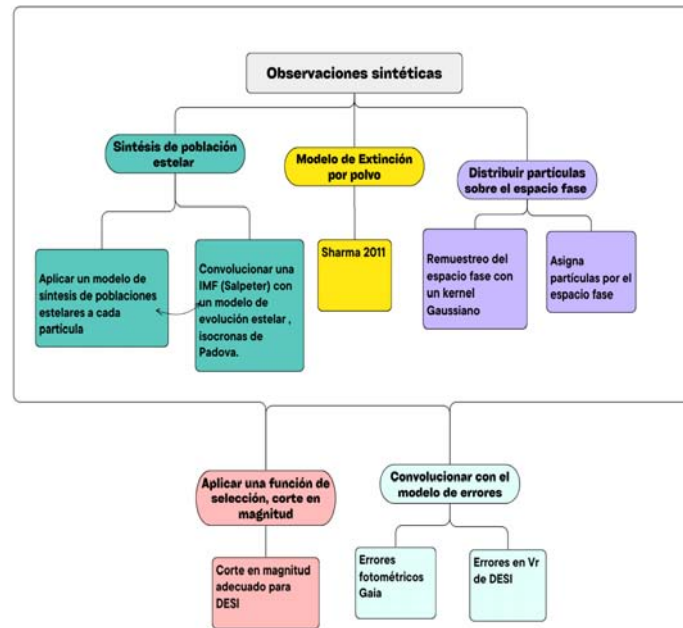 Observaciones sintéticas
Síntesis de población
estelar
Modelo de Extinción
por polvo
Distribuir partículas
sobre el espacio fase
Aplicar un modelo de
síntesis de poblaciones
estelares a cada
partícula
Convolucionar una
IMF (Salpeter) con
un modelo de
evolución estelar ,
isocronas de
Padova.
Sharma 2011
Remuestreo del
espacio fase con
un kernel
Gaussiano
Asigna
partículas por el
espacio fase
Aplicar una función de
selección, corte en
magnitud
Convolucionar con el
modelo de errores
Corte en magnitud
adecuado para
DESI
Errores
fotométricos
Gaia
Errores en Vr
de DESI